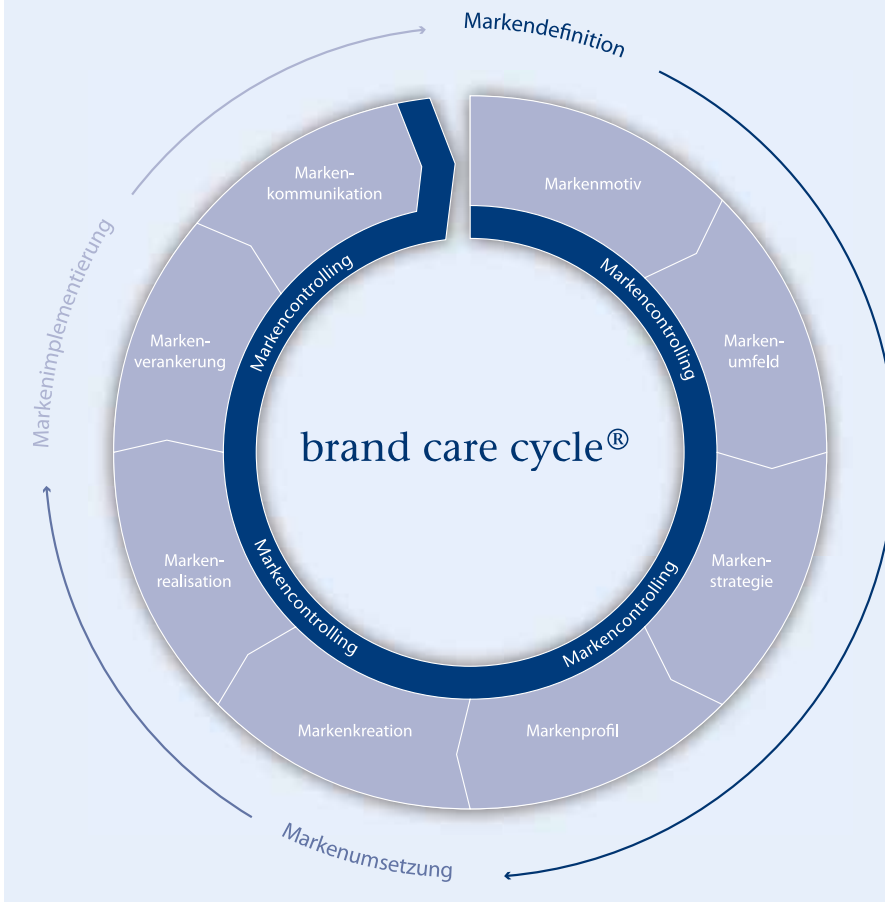 Markendefinition
Markenmotiv
Markencontrolling
Marken-
umfeld
Marken-
strategie
Markencontrolling
Markenprofil
Markenumsetzung
Markenkreation
Markencontrolling
Marken-
realisation
Markenimplementierung
Marken-
verankerung
Markencontrolling
Marken-
kommunikation
brand care cycle®